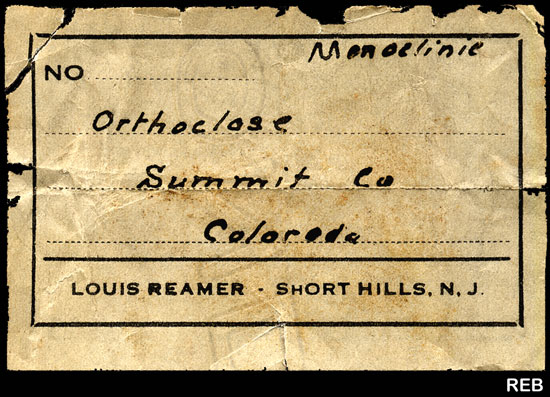 Monoclinic
NO
Orthoclase
Summit Co
Colorado
LOUIS REAMER - SHORT HILLS, N. J.
REB